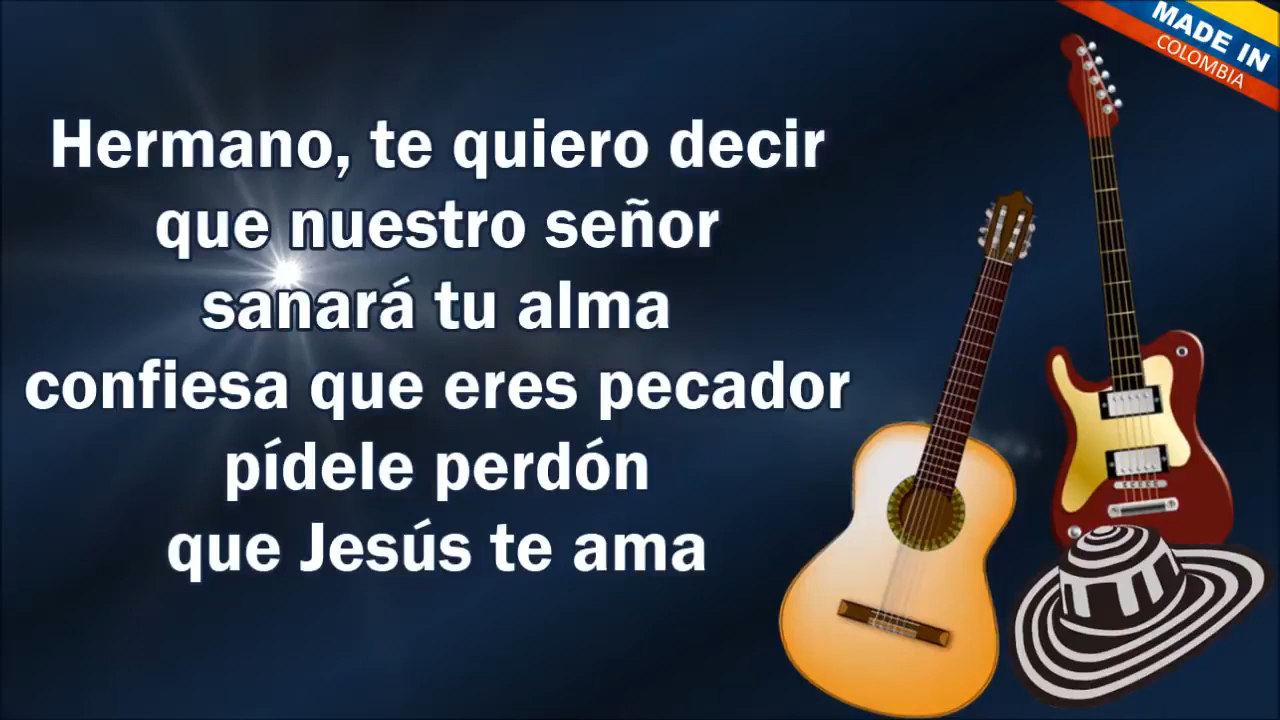 MADE IN
COLOMBIA
Hermano, te quiero decir
que nuestro señor
sanará tu alma
confiesa que eres pecador
pídele perdón
que Jesús te ama